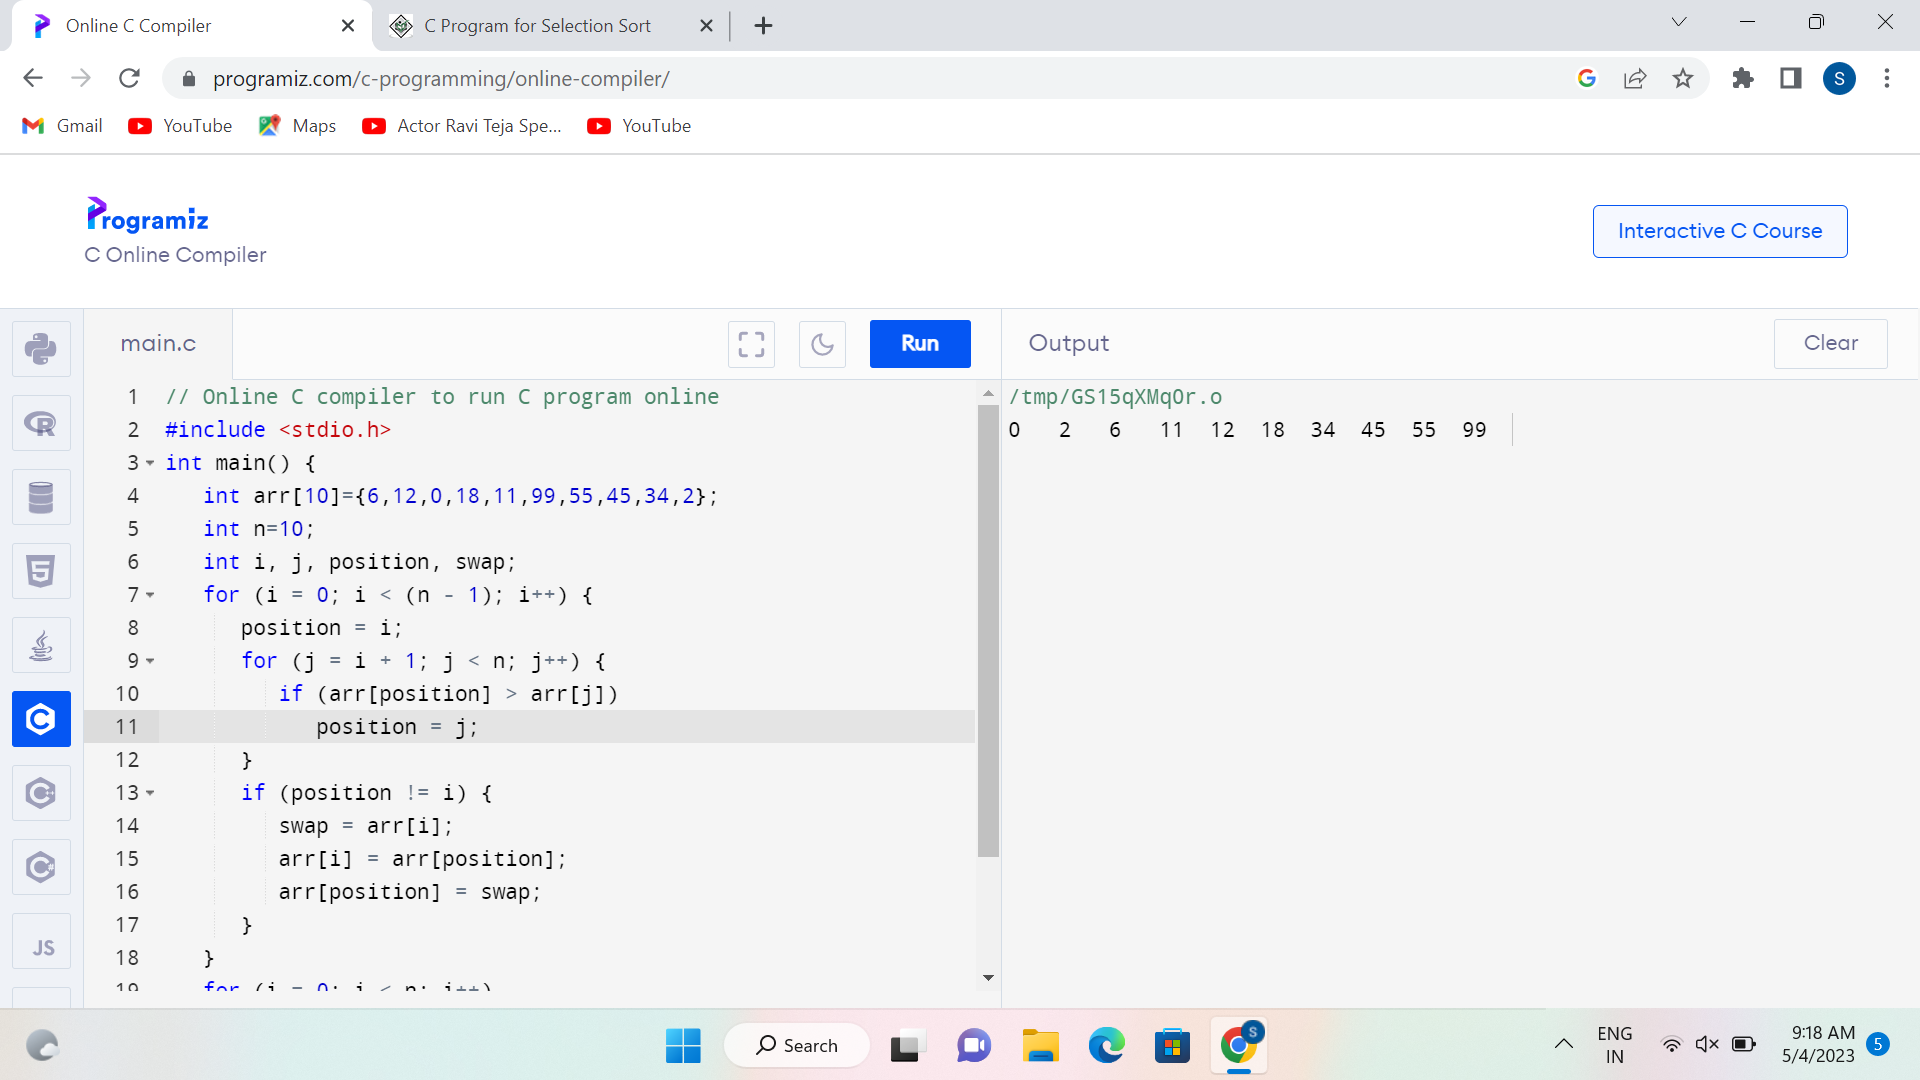 Online C Compiler
C Program for Selection Sort
programiz.com/c-programming/online-compiler/
S
Gmail
YouTube
Maps
Actor Ravi Teja Spe...
YouTube
Programiz
C Online Compiler
Interactive C Course
main.c
Run
Output
Clear
1 // Online C compiler to run C program online
2 #include <stdio.h>
3 int main() {
4 int arr[10]={6,12,0,18,11,99,55,45,34,2};
5 int n=10;
6 int i, j, position, swap;
7 for (i = 0; i < (n - 1); i++) {
8 position = i;
9 for (j = i + 1; j < n; j++) {
10 if (arr[position] > arr[j])
11 position = j;
12 }
13 if (position != i) {
14 swap = arr[i];
15 arr[i] = arr[position];
16 arr[position] = swap;
17 }
18 }
19 for (i = 0; i < n; i++)
/tmp/GS15qXMq0r.o
0 2 6 11 12 18 34 45 55 99
JS
Search
S
ENG
IN
9:18 AM
5/4/2023
5